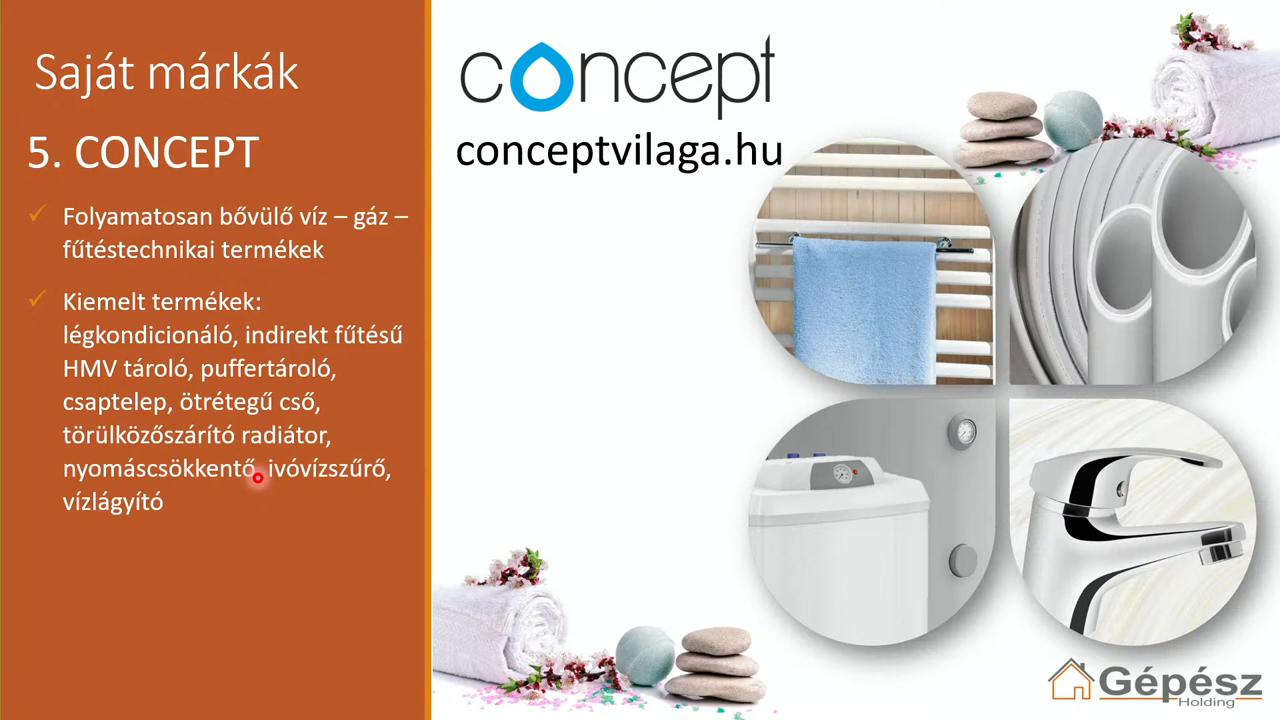 Saját márkák
5. CONCEPT
Folyamatosan bővülő víz – gáz –
fűtéstechnikai termékek
Kiemelt termékek:
légkondicionáló, indirekt fűtésű
HMV tároló, puffertároló,
csaptelep, ötrétegű cső,
törülközőszárító radiátor,
nyomáscsökkentő, ivóvízszűrő,
vízlágyító
concept
conceptvilaga.hu
Gépész
Holding